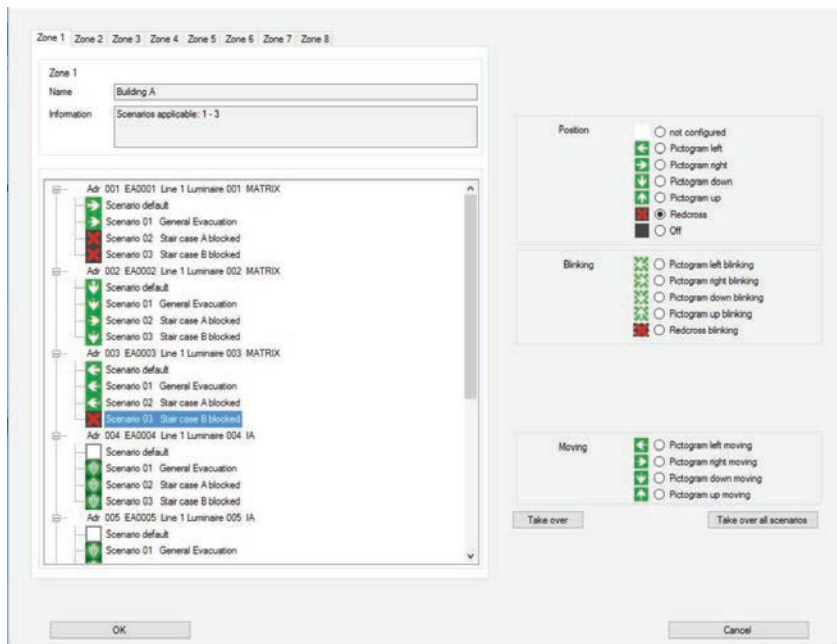 Zone 1 Zone 2 Zone 3 Zone 4 Zone 5 Zone 6 Zone 7 Zone 8
Zone 1
Name Building A
Information Scenarios applicable: 1 - 3
Adr 001 EA0001 Line 1 Luminaire 001 MATRIX
Scenario default
Scenario 01 General Evacuation
Scenario 02 Stair case A blocked
Scenario 03 Stair case B blocked
Adr 002 EA0002 Line 1 Luminaire 002 MATRIX
Scenario default
Scenario 01 General Evacuation
Scenario 02 Stair case A blocked
Scenario 03 Stair case B blocked
Adr 003 EA0003 Line 1 Luminaire 003 MATRIX
Scenario default
Scenario 01 General Evacuation
Scenario 02 Stair case A blocked
Scenario 03 Stair case B blocked
Adr 004 EA0004 Line 1 Luminaire 004 IA
Scenario default
Scenario 01 General Evacuation
Scenario 02 Stair case A blocked
Scenario 03 Stair case B blocked
Adr 005 EA0005 Line 1 Luminaire 005 IA
Scenario default
Scenario 01 General Evacuation
Position
not configured
Pictogram left
Pictogram right
Pictogram down
Pictogram up
Redcross
Off
Blinking
Pictogram left blinking
Pictogram right blinking
Pictogram down blinking
Pictogram up blinking
Redcross blinking
Moving
Pictogram left moving
Pictogram right moving
Pictogram down moving
Pictogram up moving
Take over
Take over all scenarios
OK
Cancel